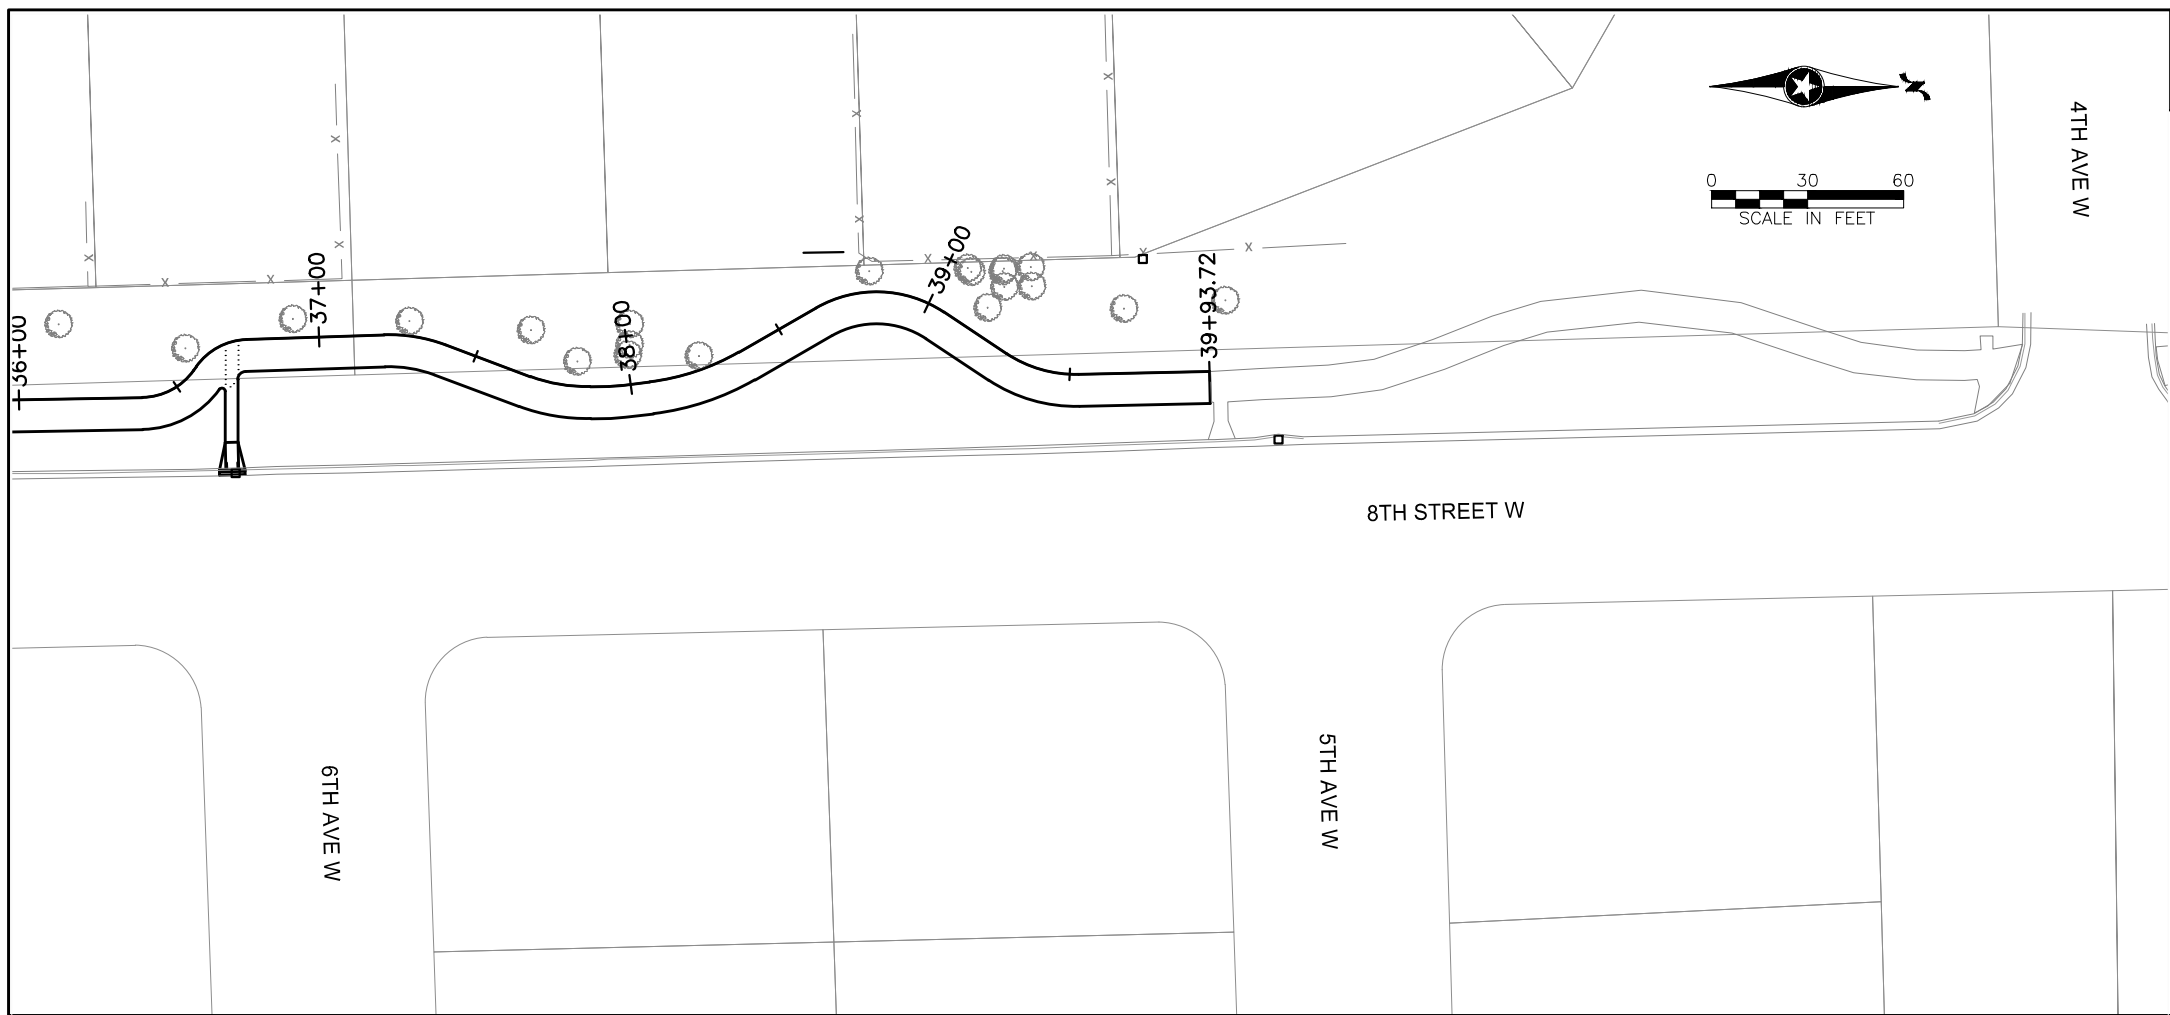 4TH AVE W
0 30 60
SCALE IN FEET
36+00
37+00
38+00
39+00
39+93.72
8TH STREET W
6TH AVE W
5TH AVE W